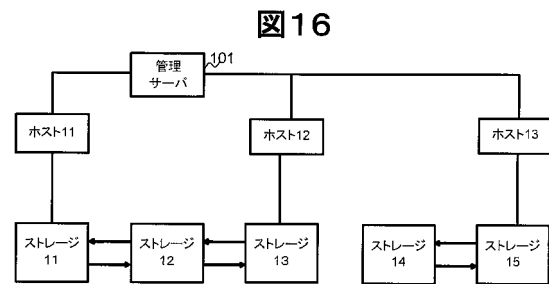 図16
101
管理
サーバ
ホスト11
ホスト12
ホスト13
ストレージ
11
ストレージ
12
ストレージ
13
ストレージ
14
ストレージ
15